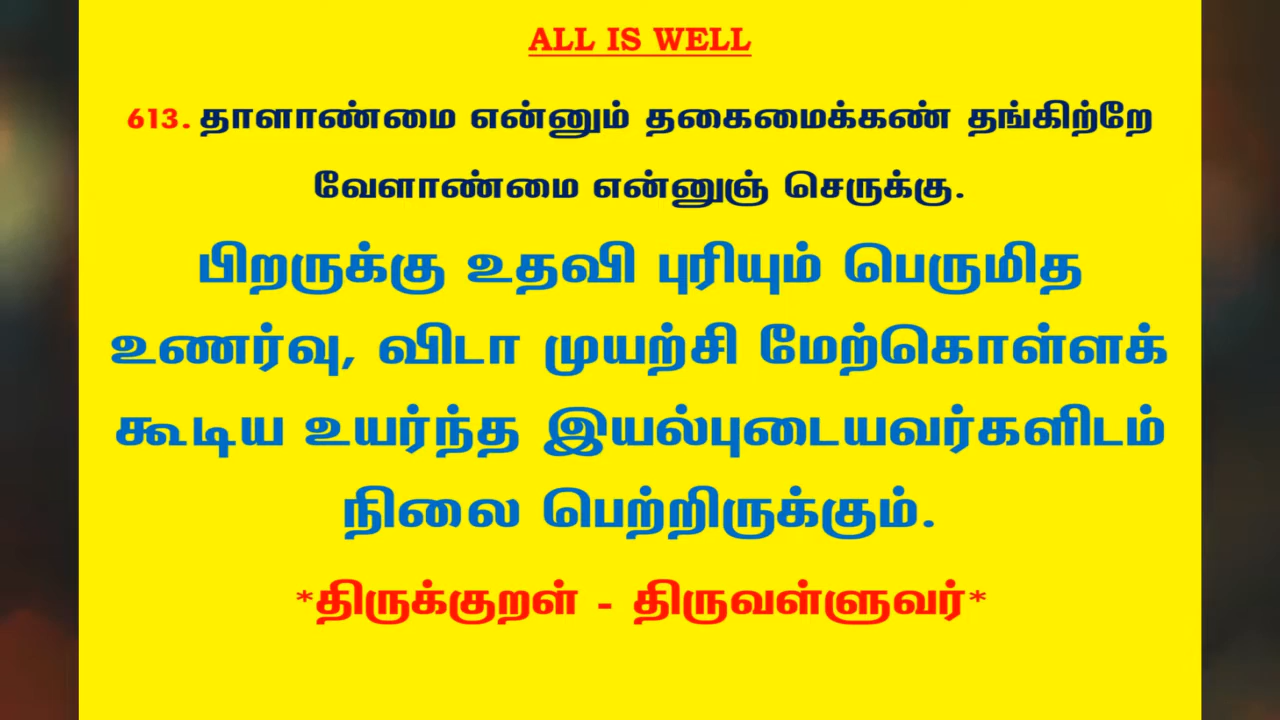 ALL IS WELL
613. தாளாண்மை என்னும் தகைமைக்கண் தங்கிற்றே
வேளாண்மை என்னுஞ் செருக்கு.
பிறருக்கு உதவி புரியும் பெருமித
உணர்வு, விடா முயற்சி மேற்கொள்ளக்
கூடிய உயர்ந்த இயல்புடையவர்களிடம்
நிலை பெற்றிருக்கும்.
*திருக்குறள் - திருவள்ளுவர்*